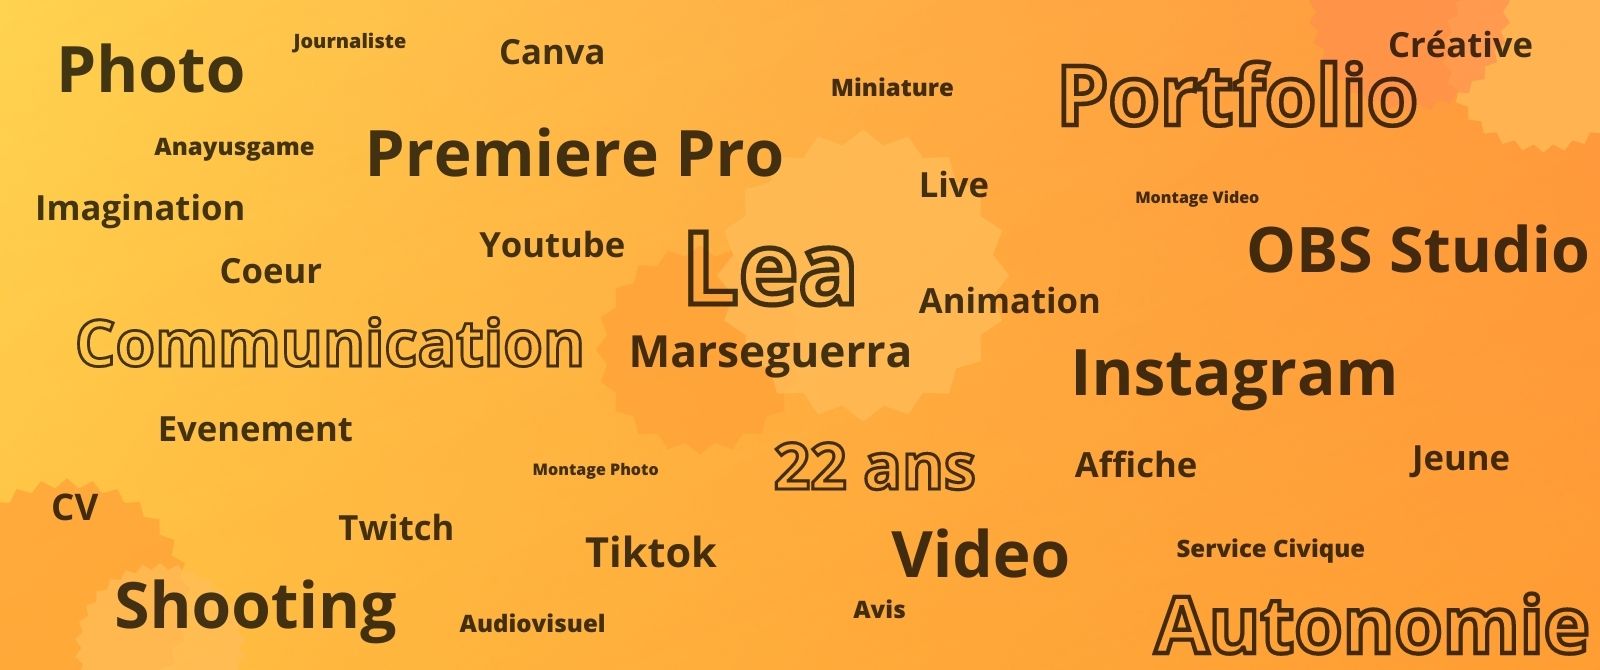 Photo
Journaliste
Canva
Miniature
Portfolio
Créative
Anayusgame
Premiere Pro
Live
Montage Video
Imagination
Youtube
Lea
OBS Studio
Coeur
Animation
Communication
Marseguerra
Instagram
Evenement
Montage Photo
22 ans
Affiche
Jeune
CV
Twitch
Tiktok
Video
Service Civique
Shooting
Audiovisuel
Avis
Autonomie